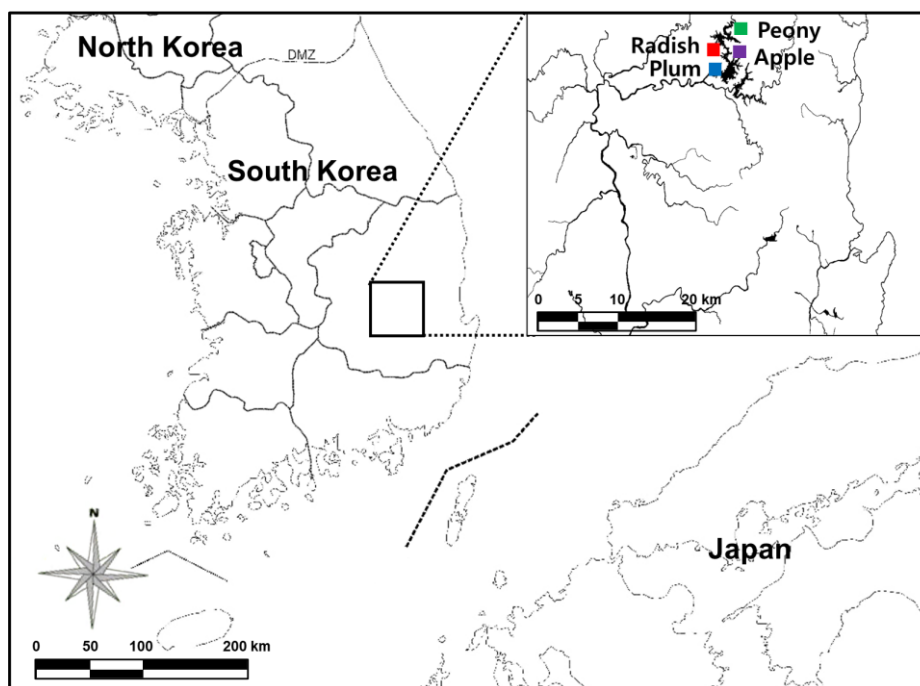 North Korea
DMZ
South Korea
Peony
Radish
Apple
Plum
0 5 10 20 km
Japan
N
0 50 100 200 km